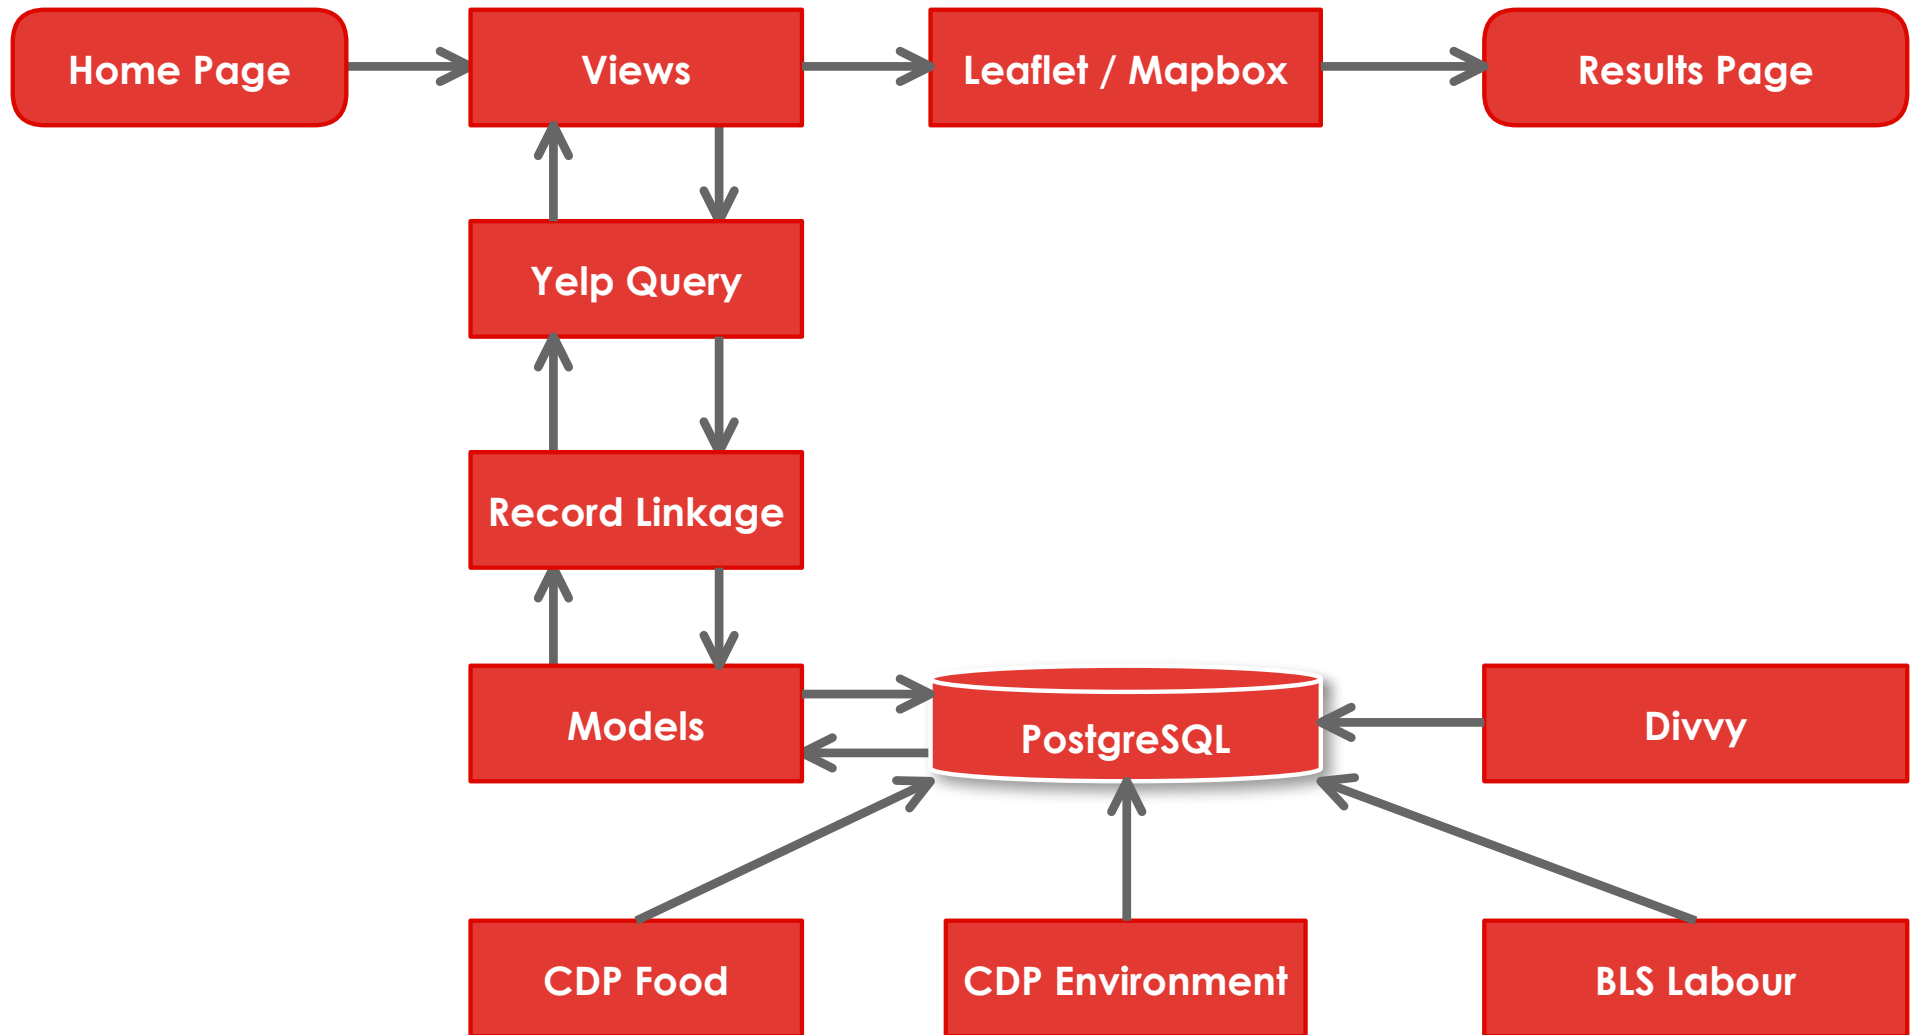 Home Page
Views
Leaflet / Mapbox
Results Page
Yelp Query
Record Linkage
Models
PostgreSQL
Divvy
CDP Food
CDP Environment
BLS Labour